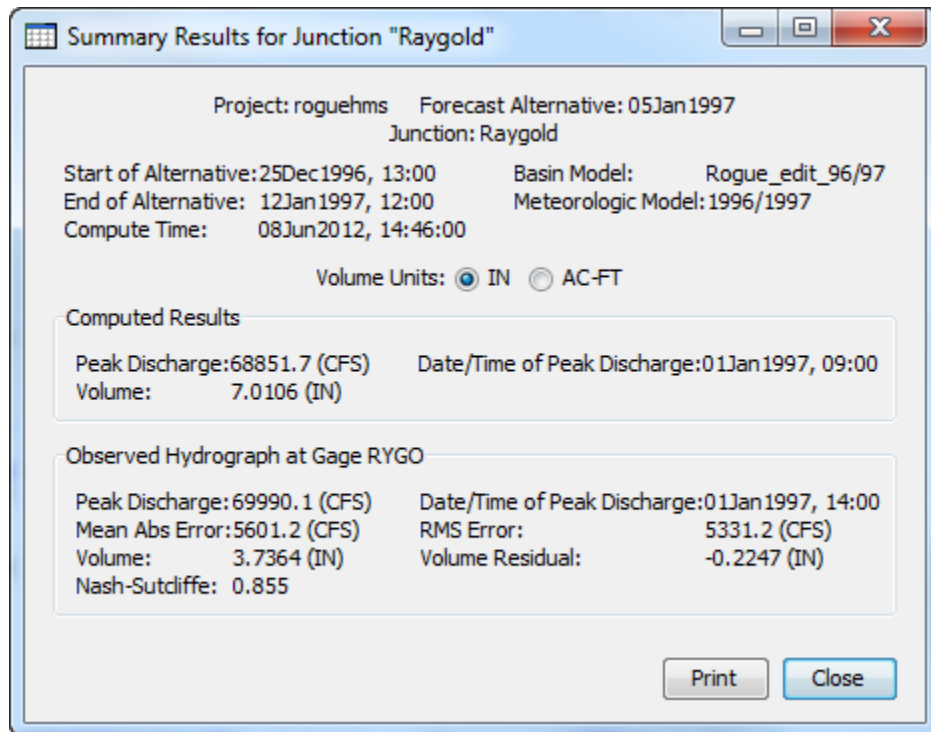 Summary Results for Junction "Raygold"
Project: roguehms Forecast Alternative: 05Jan1997
Junction: Raygold
Start of Alternative: 25Dec1996, 13:00 Basin Model: Rogue_edit_96/97
End of Alternative: 12Jan1997, 12:00 Meteorologic Model: 1996/1997
Compute Time: 08Jun2012, 14:46:00
Volume Units: IN AC-FT
Computed Results
Peak Discharge: 68851.7 (CFS) Date/Time of Peak Discharge: 01Jan1997, 09:00
Volume: 7.0106 (IN)
Observed Hydrograph at Gage RYGO
Peak Discharge: 69990.1 (CFS) Date/Time of Peak Discharge: 01Jan1997, 14:00
Mean Abs Error: 5601.2 (CFS) RMS Error: 5331.2 (CFS)
Volume: 3.7364 (IN) Volume Residual: -0.2247 (IN)
Nash-Sutcliffe: 0.855
Print Close